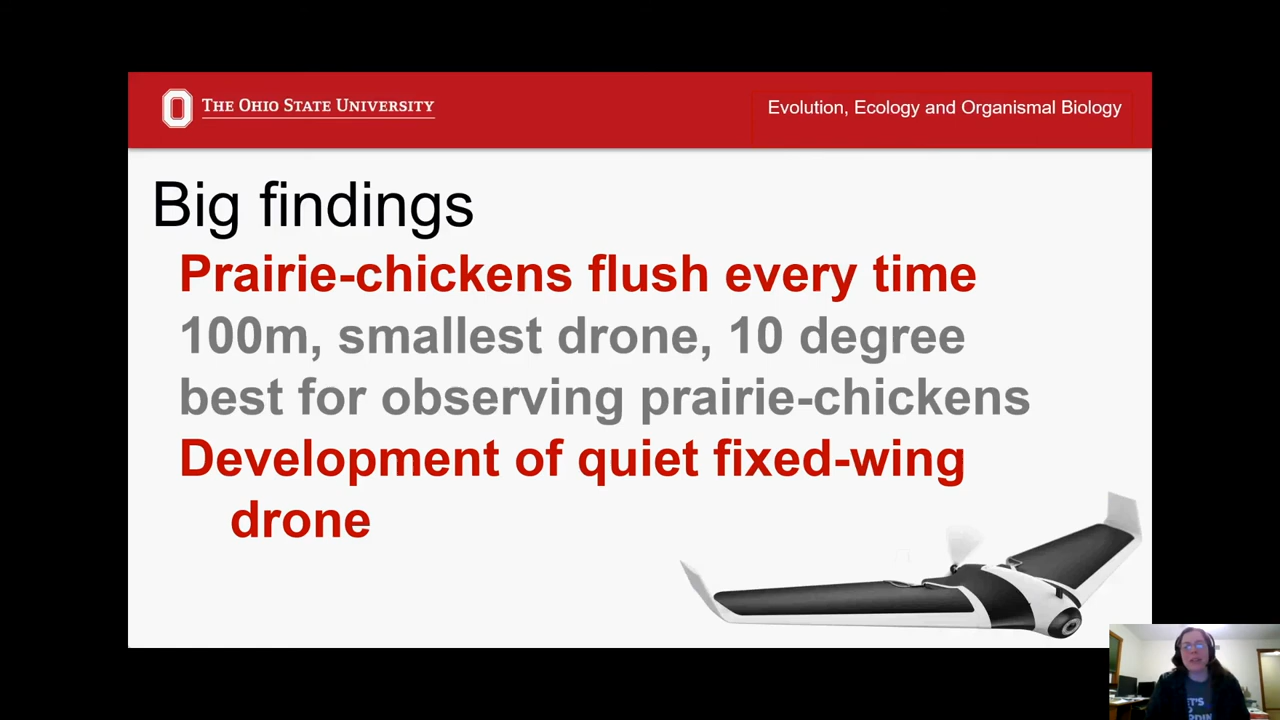 THE OHIO STATE UNIVERSITY
Evolution, Ecology and Organismal Biology
Big findings
Prairie-chickens flush every time
100m, smallest drone, 10 degree
best for observing prairie-chickens
Development of quiet fixed-wing
drone